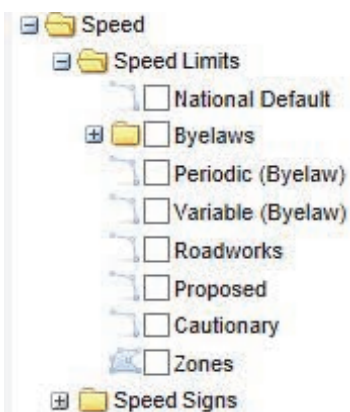 Speed
Speed Limits
National Default
Byelaws
Periodic (Byelaw)
Variable (Byelaw)
Roadworks
Proposed
Cautionary
Zones
Speed Signs